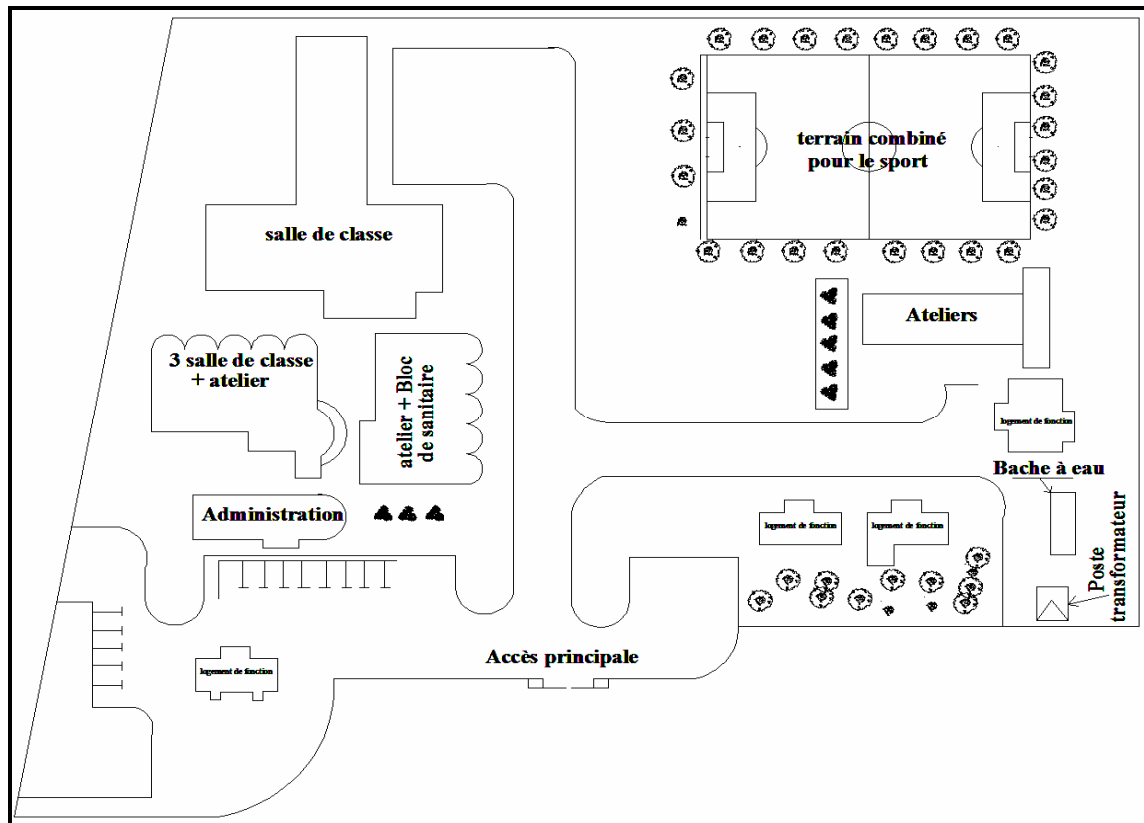 terrain combiné
pour le sport
salle de classe
Ateliers
3 salle de classe
+ atelier
atelier + Bloc
de sanitaire
logement de fonction
Bache à eau
Administration
logement de fonction
logement de fonction
Poste
transformateur
Accès principale
logement de fonction